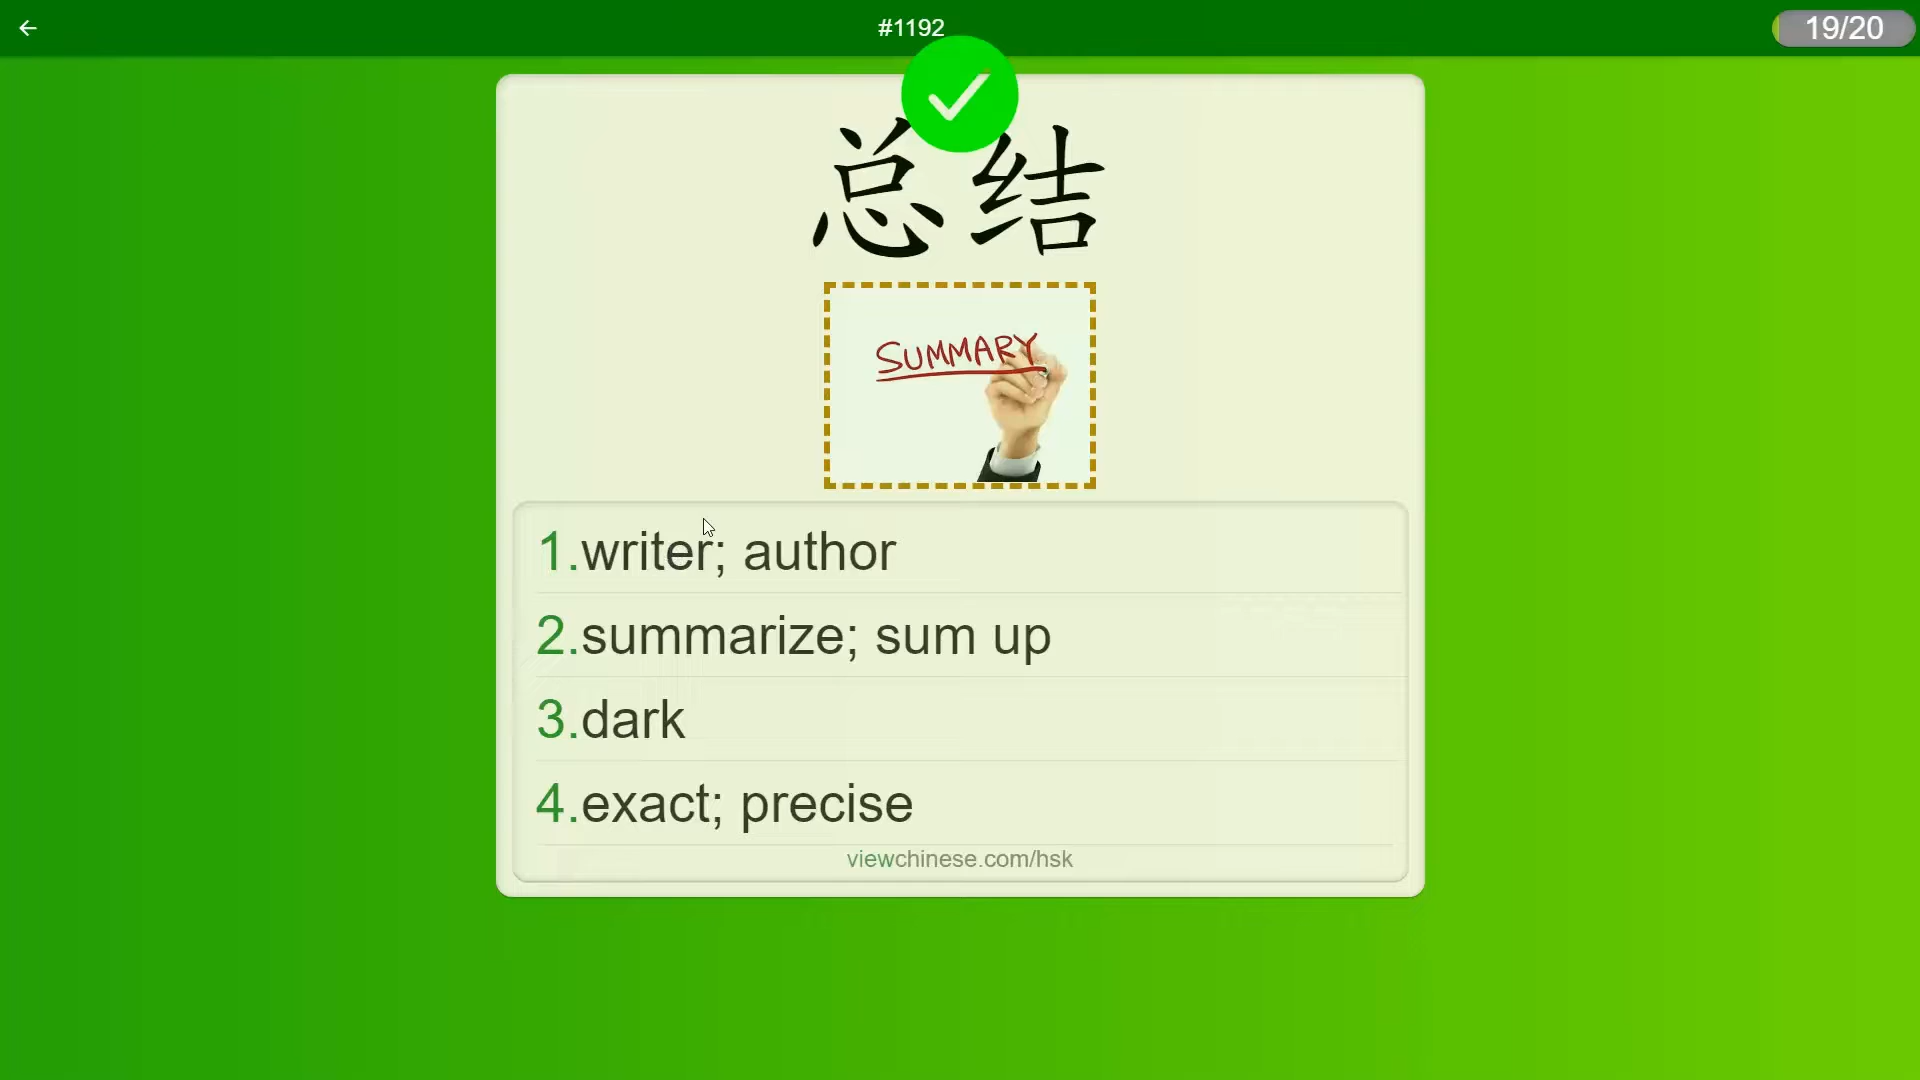 #1192
19/20
总结
SUMMARY
1.writer; author
2.summarize; sum up
3.dark
4.exact; precise
viewchinese.com/hsk